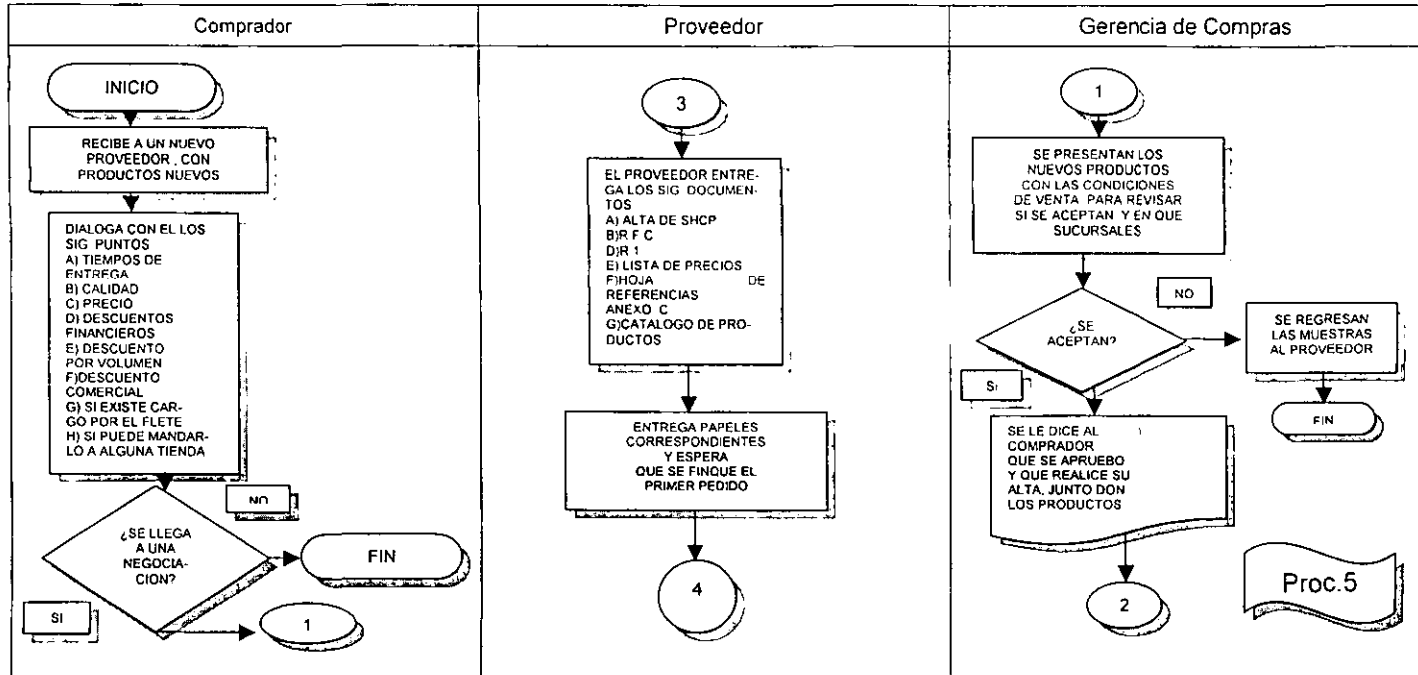 Comprador
Proveedor
Gerencia de Compras
INICIO
RECIBE A UN NUEVO
PROVEEDOR , CON
PRODUCTOS NUEVOS
DIALOGA CON EL LOS
SIG PUNTOS
A) TIEMPOS DE
ENTREGA
B) CALIDAD
C) PRECIO
D) DESCUENTOS
FINANCIEROS
E) DESCUENTO
POR VOLUMEN
F)DESCUENTO
COMERCIAL
G) SI EXISTE CAR-
GO POR EL FLETE
H) SI PUEDE MANDAR-
LO A ALGUNA TIENDA
NO
¿SE LLEGA
A UNA
NEGOCIA-
CION?
FIN
SI
1
3
EL PROVEEDOR ENTRE-
GA LOS SIG DOCUMEN-
TOS
A) ALTA DE SHCP
B)R F C
D)R 1
E) LISTA DE PRECIOS
F)HOJA DE
REFERENCIAS
ANEXO C
G)CATALOGO DE PRO-
DUCTOS
ENTREGA PAPELES
CORRESPONDIENTES
Y ESPERA
QUE SE FINQUE EL
PRIMER PEDIDO
4
1
SE PRESENTAN LOS
NUEVOS PRODUCTOS
CON LAS CONDICIONES
DE VENTA PARA REVISAR
SI SE ACEPTAN Y EN QUE
SUCURSALES
NO
¿SE
ACEPTAN?
SE REGRESAN
LAS MUESTRAS
AL PROVEEDOR
SI
FIN
SE LE DICE AL
COMPRADOR
QUE SE APRUEBO
Y QUE REALICE SU
ALTA, JUNTO DON
LOS PRODUCTOS
2
Proc.5